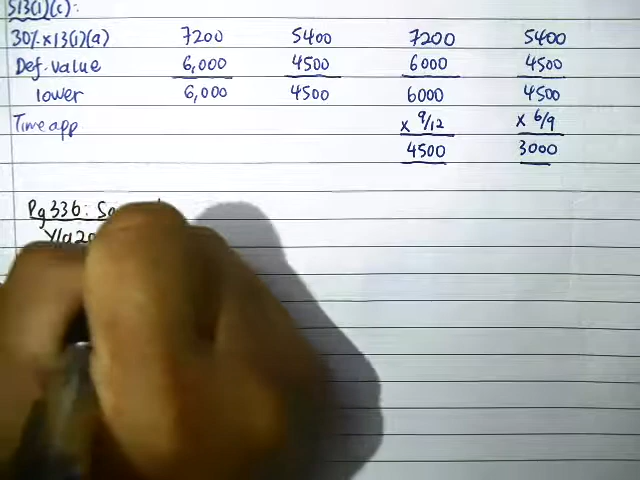 S13(1)(c):
30% x 13(1)(a) 7200 5400 7200 5400
Def. value 6,000 4500 6000 4500
lower 6,000 4500 6000 4500
Time app x 9/12 x 6/9
4500 3000
Pg 336:
Y/a 20